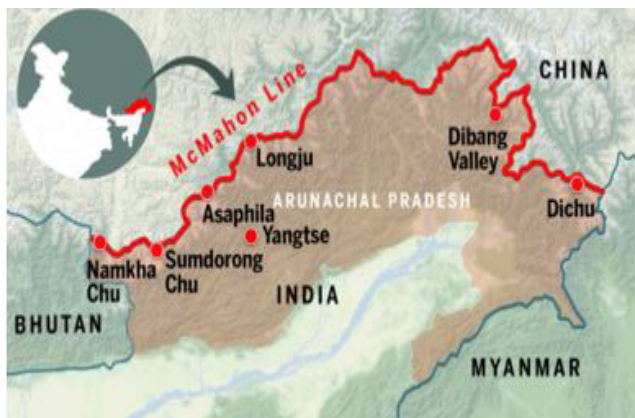 McMahon Line
CHINA
Longju
Dibang
Valley
Asaphila
ARUNACHAL PRADESH
Dichu
Yangtse
Namkha
Chu
Sumdorong
Chu
INDIA
BHUTAN
MYANMAR